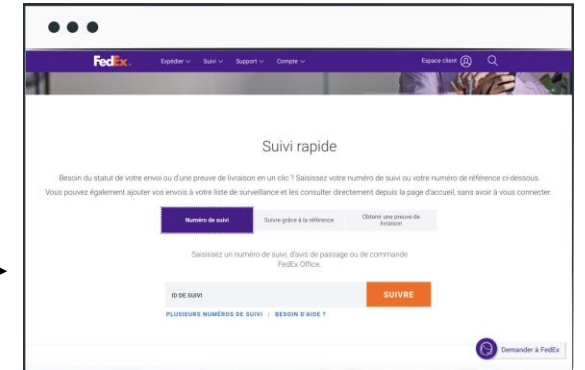 FedEx. Expédier Suivi Support Compte Espace client
Suivi rapide
Besoin du statut de votre envoi ou d'une preuve de livraison en un clic ? Saisissez votre numéro de suivi ou votre numéro de référence ci-dessous.
Vous pouvez également ajouter vos envois à votre liste de surveillance et les consulter directement depuis la page d'accueil, sans avoir à vous connecter.
Numéro de suivi Suivre grâce à la référence Obtenir une preuve de
livraison
Saisissez un numéro de suivi, d'avis de passage ou de commande
FedEx Office.
ID DE SUIVI SUIVRE
PLUSIEURS NUMÉROS DE SUIVI | BESOIN D'AIDE ?
Demander à FedEx